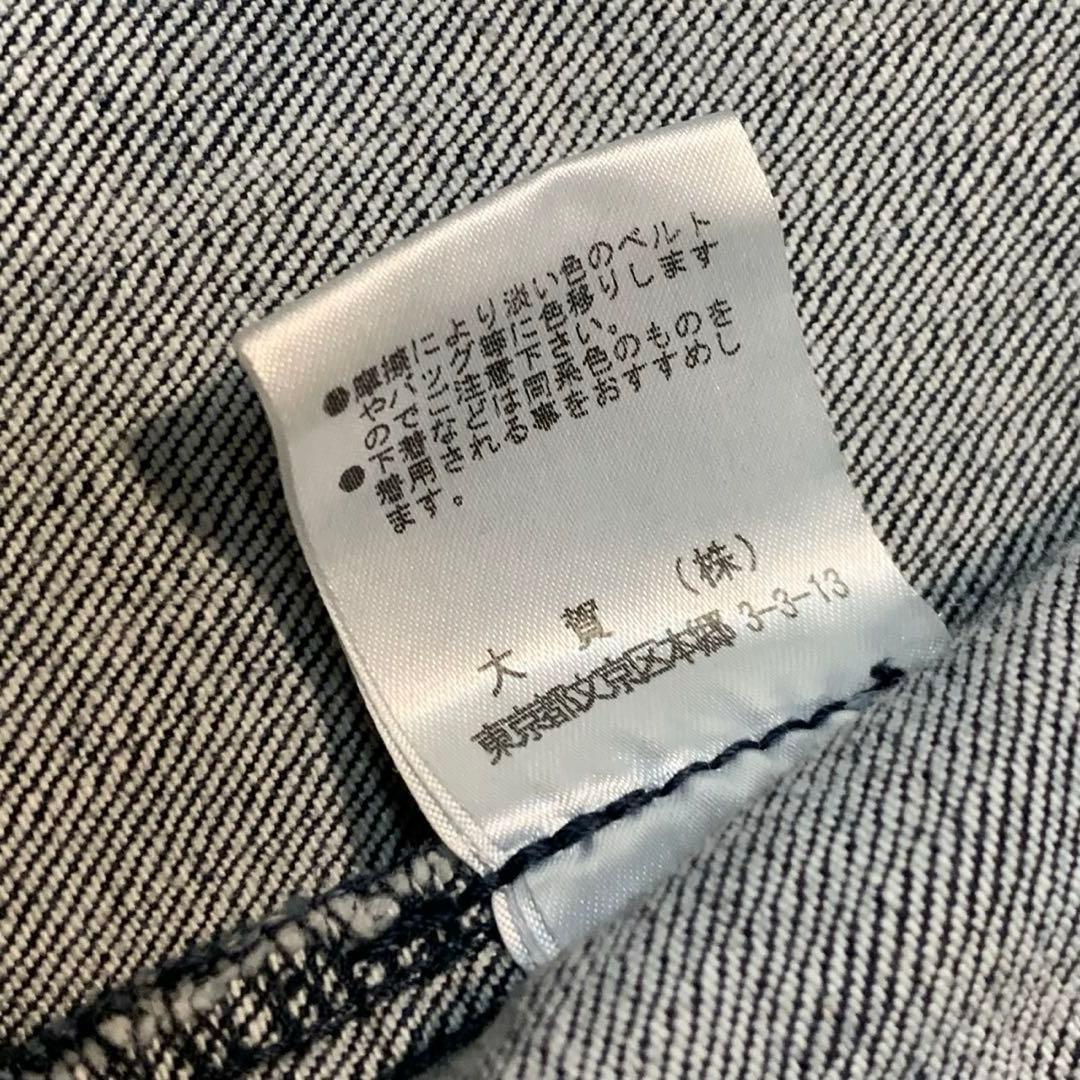 ●摩擦により淡い色のベルト
やバッグ等に色移りします
のでご注意下さい。
●下着などは同系色のものを
着用される事をおすすめし
ます。
大 賀 (株)
東京都文京区本郷 3-3-13